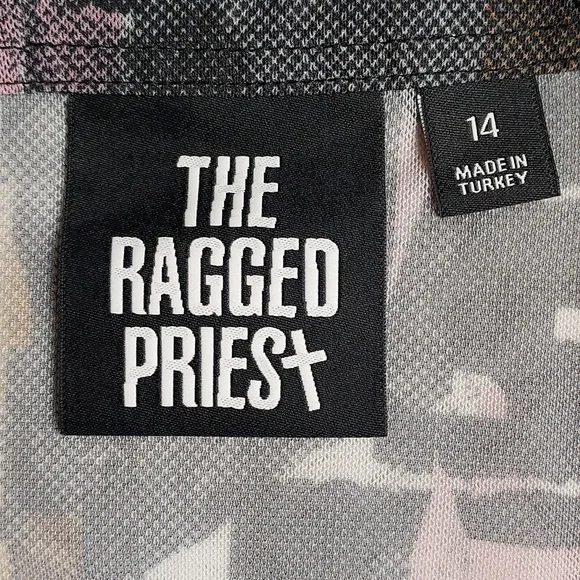 THE
RAGGED
PRIEST
14
MADE IN
TURKEY